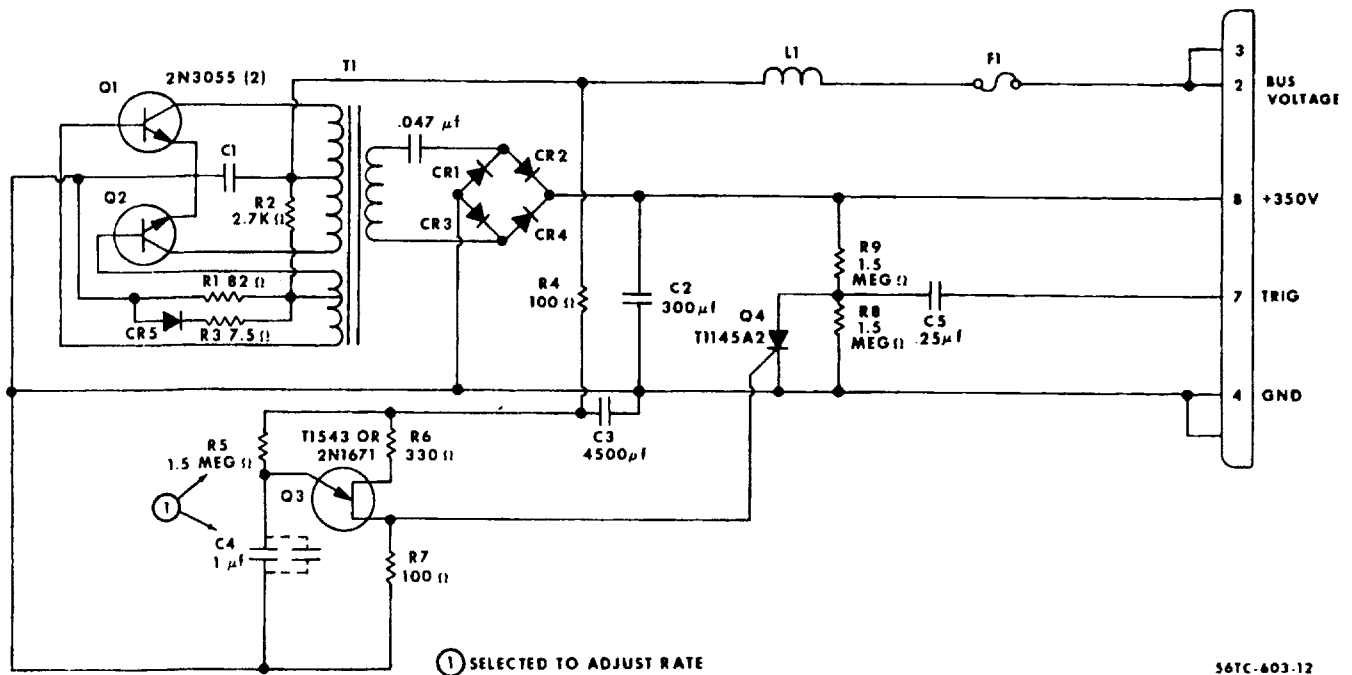 2N3055 (2)
T1
Q1
L1
F1
3
2
BUS
VOLTAGE
.047 µf
C1
CR1
CR2
Q2
R2
2.7K Ω
8
+350V
CR3
CR4
R9
1.5
MEG Ω
R4
100 Ω
C2
300 µf
R1 82 Ω
7
TRIG
CR5
R3 7.5 Ω
Q4
T1145A2
R8
1.5
MEG Ω
C5
.25µf
4
GND
C3
4500µf
R5
1.5 MEG Ω
T1543 OR
2N1671
R6
330 Ω
Q3
1
C4
1 µf
R7
100 Ω
1 SELECTED TO ADJUST RATE
56TC-603-12